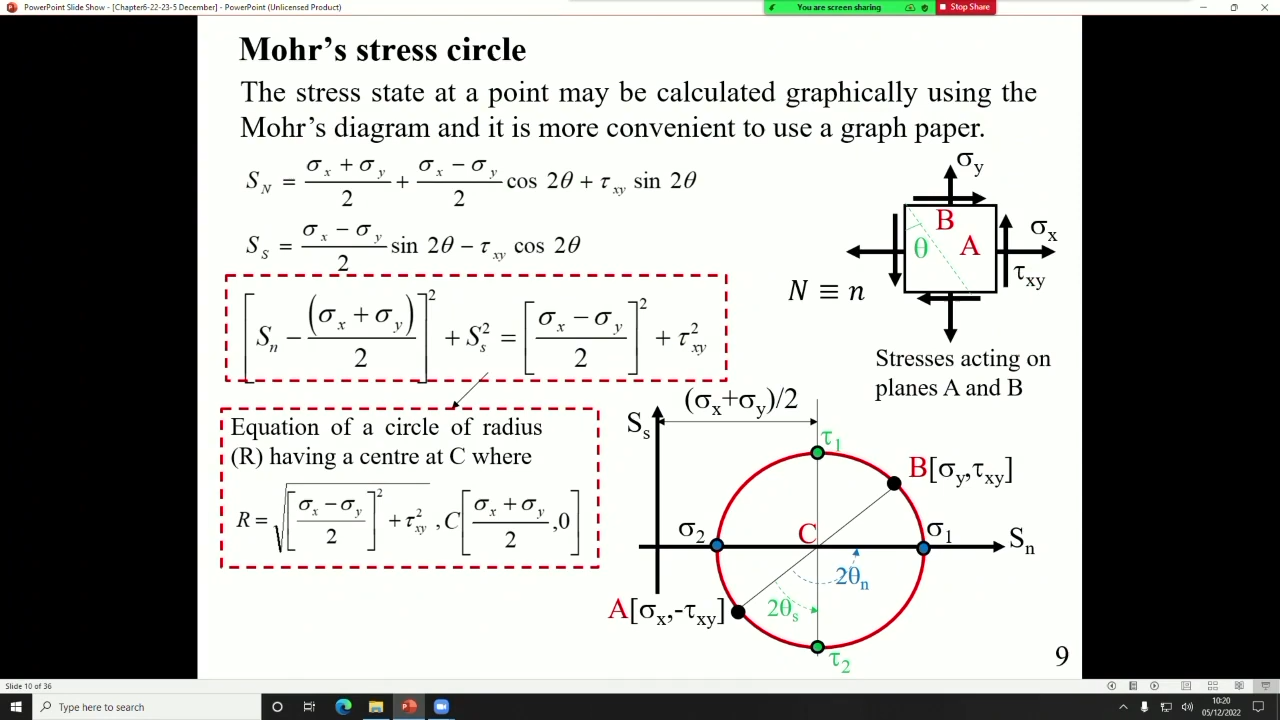 PowerPoint Slide Show - [Chapter6-22-23-5 December] - PowerPoint (Unlicensed Product)
You are screen sharing
Stop Share
Mohr's stress circle
The stress state at a point may be calculated graphically using the
Mohr's diagram and it is more convenient to use a graph paper.
S_N = (σ_x + σ_y)/2 + (σ_x − σ_y)/2 cos 2θ + τ_xy sin 2θ
S_S = (σ_x − σ_y)/2 sin 2θ − τ_xy cos 2θ
[S_n − (σ_x + σ_y)/2]^2 + S_s^2 = [(σ_x − σ_y)/2]^2 + τ_xy^2
N ≡ n
σ_y
B
σ_x
θ
A
τ_xy
Stresses acting on
planes A and B
Equation of a circle of radius
(R) having a centre at C where
R = √([(σ_x − σ_y)/2]^2 + τ_xy^2) , C[(σ_x + σ_y)/2 ,0]
(σ_x+σ_y)/2
S_s
τ_1
B[σ_y,τ_xy]
σ_2
C
σ_1
S_n
2θ_n
2θ_s
A[σ_x,-τ_xy]
τ_2
9
Slide 10 of 36
Type here to search
10:20
05/12/2022